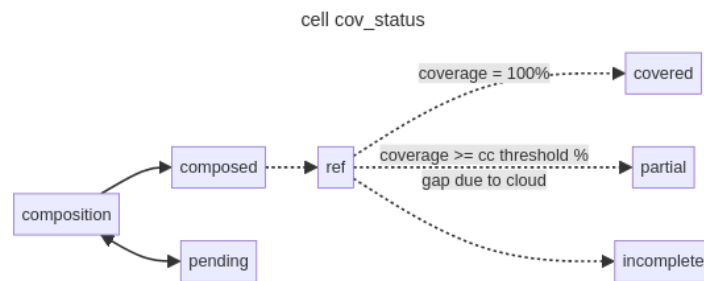 cell cov_status
coverage = 100%
covered
composed
ref
coverage >= cc threshold %
gap due to cloud
partial
composition
pending
incomplete